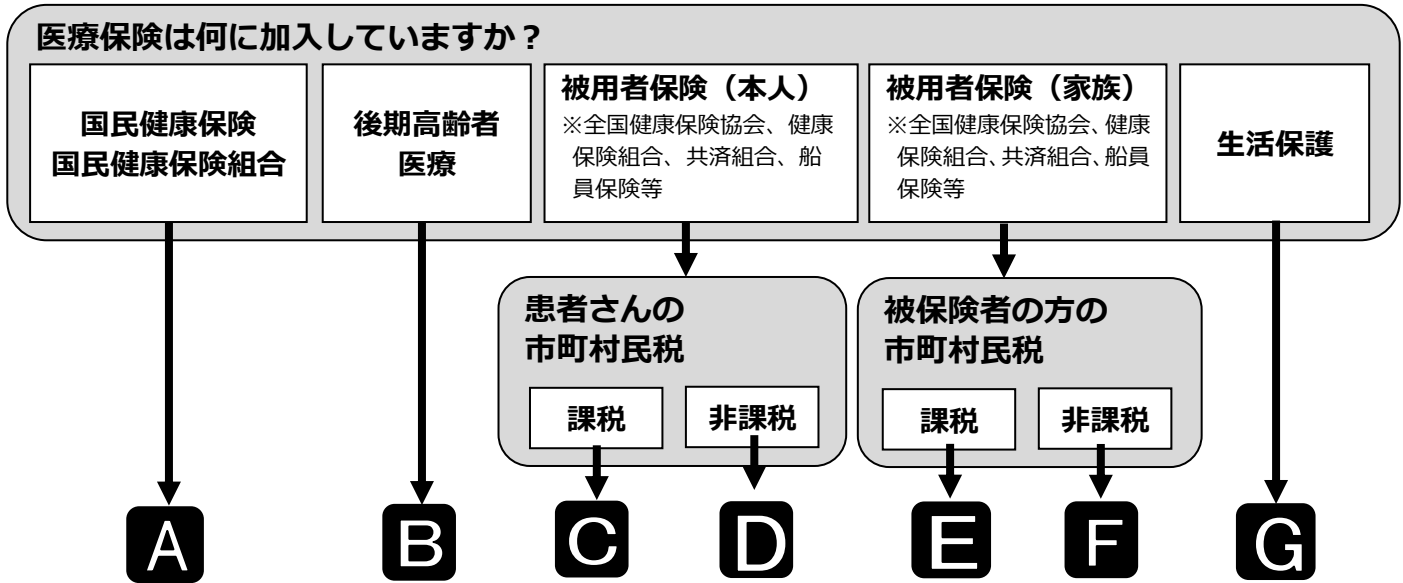 医療保険は何に加入していますか？
国民健康保険
国民健康保険組合
後期高齢者
医療
被用者保険（本人）
※全国健康保険協会、健康
保険組合、共済組合、船
員保険等
被用者保険（家族）
※全国健康保険協会、健康
保険組合、共済組合、船員
保険等
生活保護
患者さんの
市町村民税
課税
非課税
被保険者の方の
市町村民税
課税
非課税
A
B
C
D
E
F
G